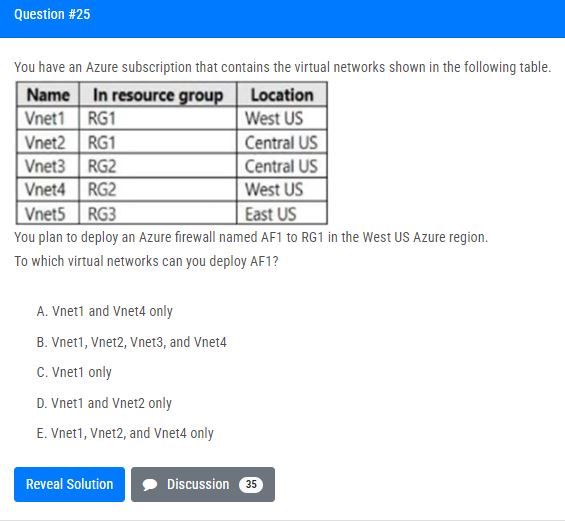 Question #25
You have an Azure subscription that contains the virtual networks shown in the following table.
Name In resource group Location
Vnet1 RG1 West US
Vnet2 RG1 Central US
Vnet3 RG2 Central US
Vnet4 RG2 West US
Vnet5 RG3 East US
You plan to deploy an Azure firewall named AF1 to RG1 in the West US Azure region.
To which virtual networks can you deploy AF1?
A. Vnet1 and Vnet4 only
B. Vnet1, Vnet2, Vnet3, and Vnet4
C. Vnet1 only
D. Vnet1 and Vnet2 only
E. Vnet1, Vnet2, and Vnet4 only
Reveal Solution Discussion 35